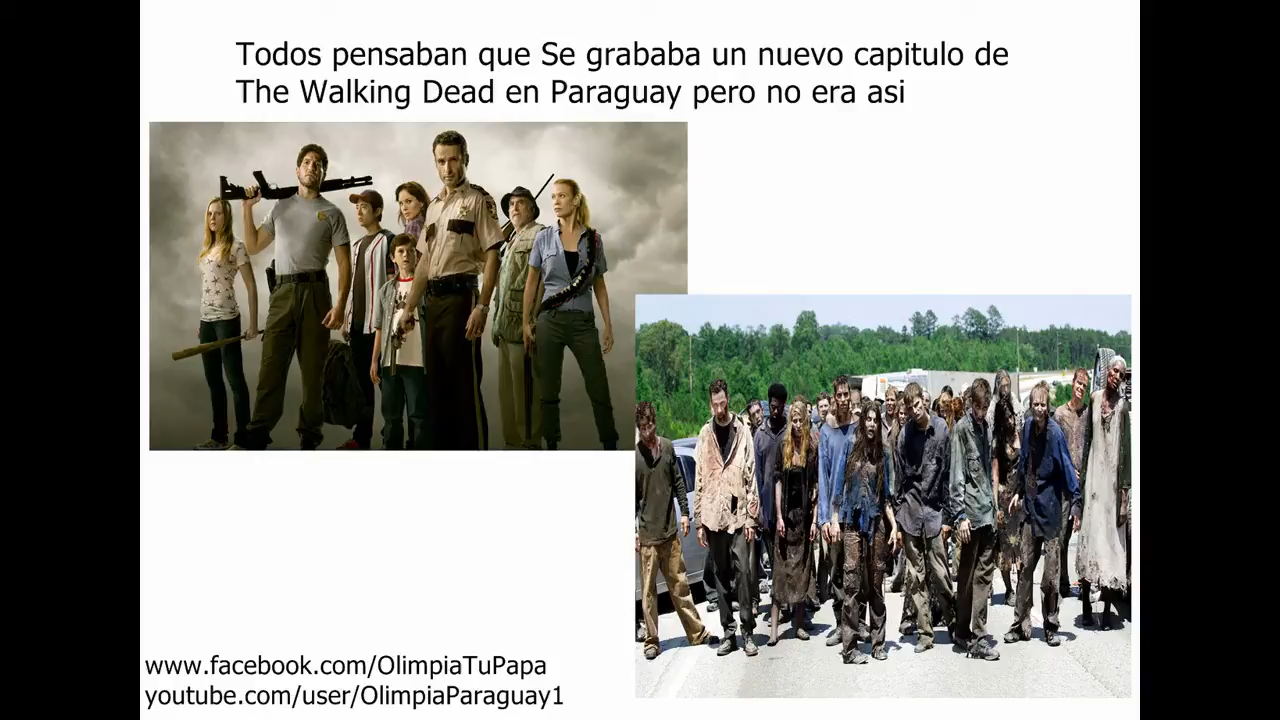 Todos pensaban que Se grababa un nuevo capitulo de
The Walking Dead en Paraguay pero no era asi
www.facebook.com/OlimpiaTuPapa
youtube.com/user/OlimpiaParaguay1